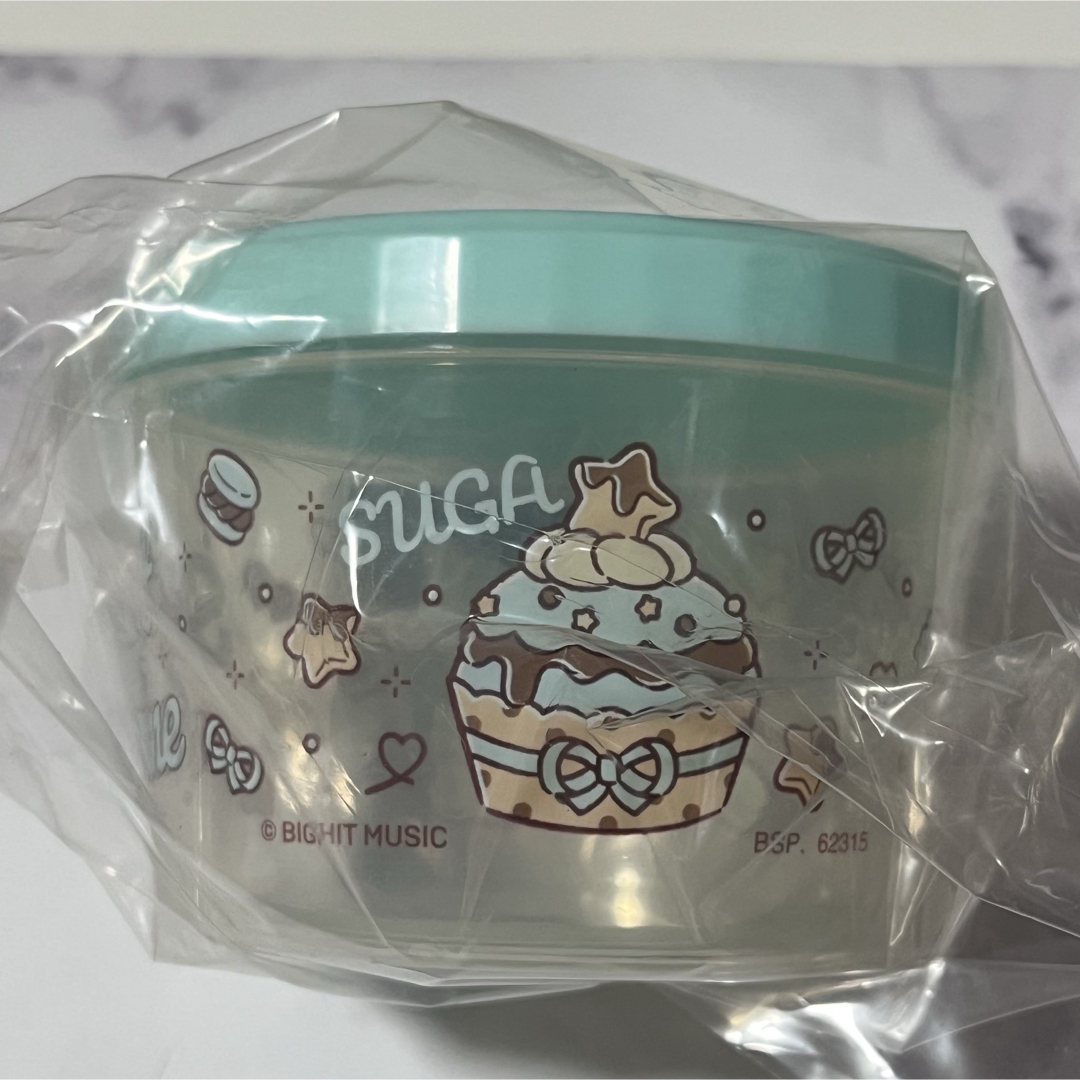 SUGA
© BIGHIT MUSIC
BSP. 62315